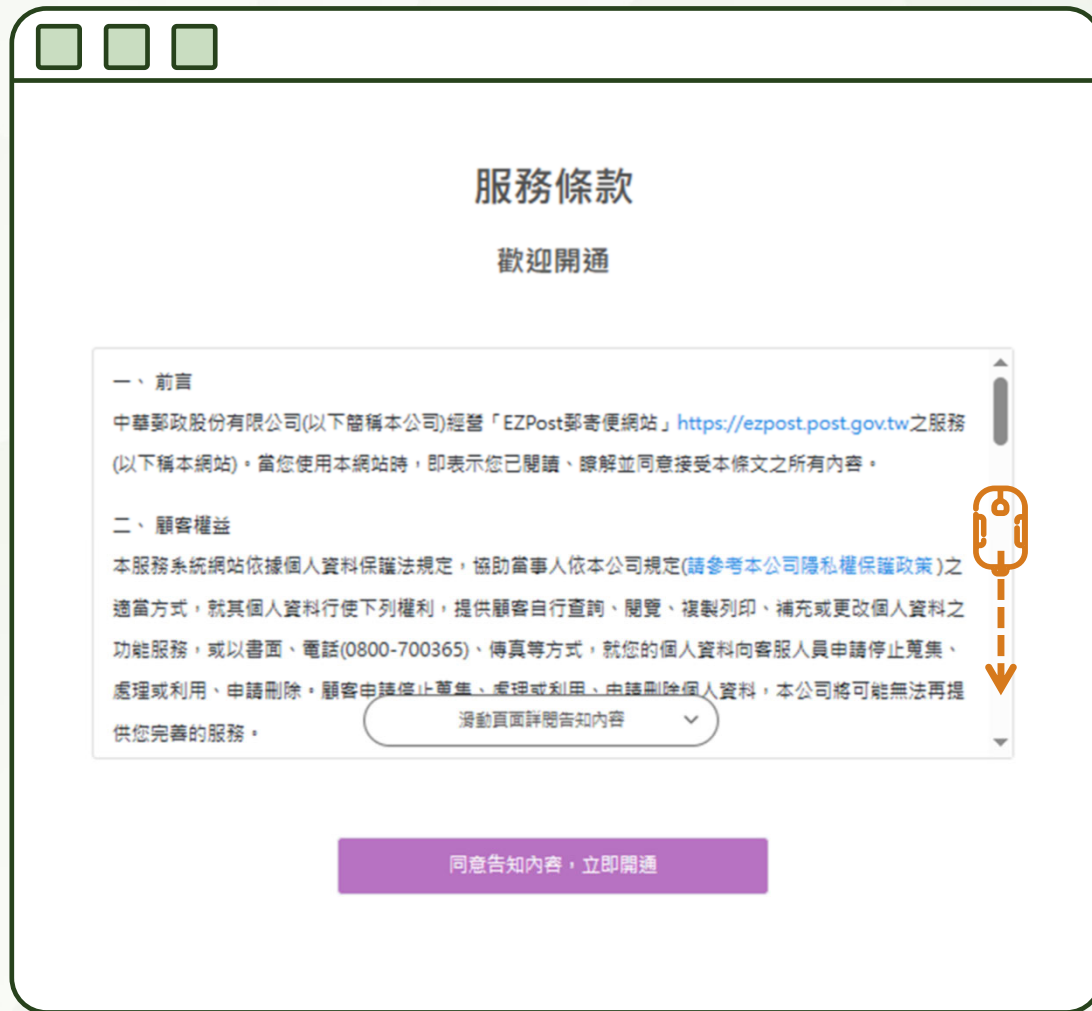 服務條款
歡迎開通
一、 前言
中華郵政股份有限公司(以下簡稱本公司)經營「EZPost郵寄便網站」https://ezpost.post.gov.tw之服務
(以下稱本網站)。當您使用本網站時，即表示您已閱讀、瞭解並同意接受本條文之所有內容。
二、 顧客權益
本服務系統網站依據個人資料保護法規定，協助當事人依本公司規定(請參考本公司隱私權保護政策 )之
適當方式，就其個人資料行使下列權利，提供顧客自行查詢、閱覽、複製列印、補充或更改個人資料之
功能服務，或以書面、電話(0800-700365)、傳真等方式，就您的個人資料向客服人員申請停止蒐集、
處理或利用、申請刪除。顧客申請停止蒐集、處理或利用、申請刪除個人資料，本公司將可能無法再提
供您完善的服務。
滑動頁面詳閱告知內容
同意告知內容，立即開通